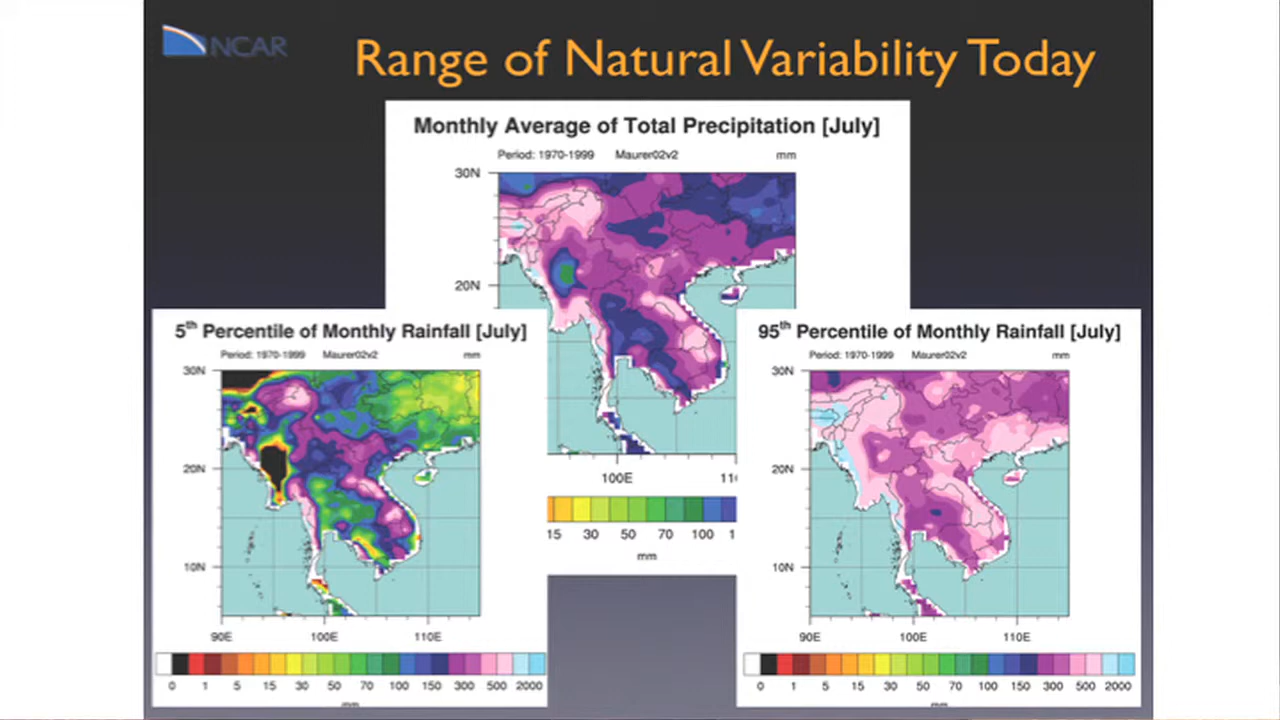 NCAR
Range of Natural Variability Today
Monthly Average of Total Precipitation [July]
Period: 1970-1999 Maurer02v2 mm
30N
20N
100E 11
15 30 50 70 100 1
mm
5th Percentile of Monthly Rainfall [July]
Period: 1970-1999 Maurer02v2 mm
30N
20N
10N
90E 100E 110E
0 1 5 15 30 50 70 100 150 300 500 2000
mm
95th Percentile of Monthly Rainfall [July]
Period: 1970-1999 Maurer02v2 mm
30N
20N
10N
90E 100E 110E
0 1 5 15 30 50 70 100 150 300 500 2000
mm